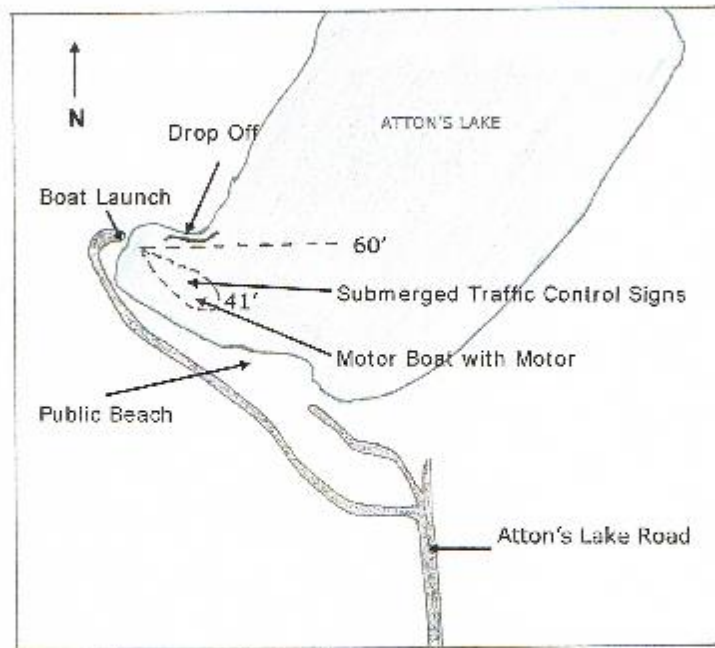 ATTON'S LAKE
N
Drop Off
Boat Launch
60'
Submerged Traffic Control Signs
41'
Motor Boat with Motor
Public Beach
Atton's Lake Road